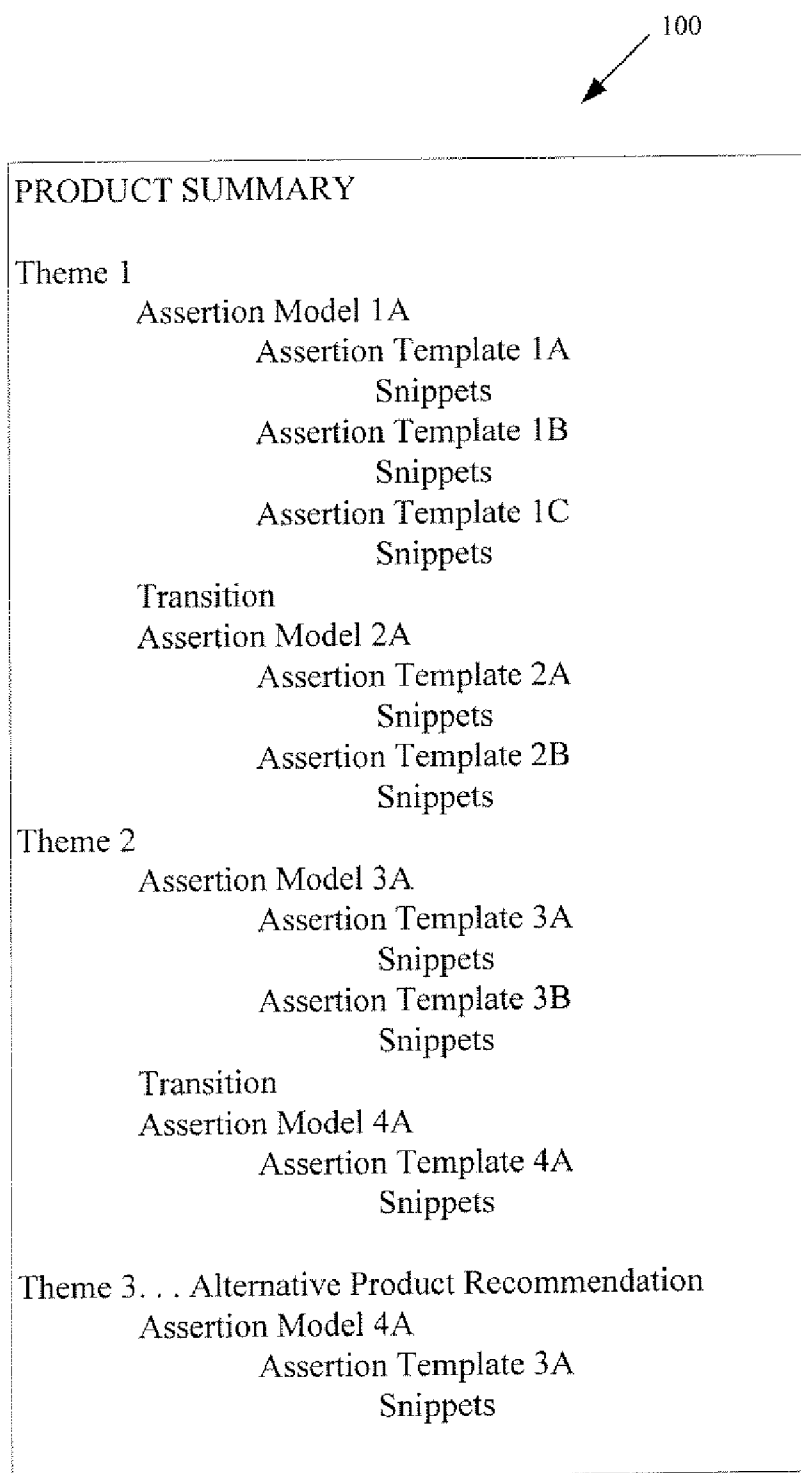 100
PRODUCT SUMMARY
Theme 1
Assertion Model 1A
Assertion Template 1A
Snippets
Assertion Template 1B
Snippets
Assertion Template 1C
Snippets
Transition
Assertion Model 2A
Assertion Template 2A
Snippets
Assertion Template 2B
Snippets
Theme 2
Assertion Model 3A
Assertion Template 3A
Snippets
Assertion Template 3B
Snippets
Transition
Assertion Model 4A
Assertion Template 4A
Snippets
Theme 3. . . Alternative Product Recommendation
Assertion Model 4A
Assertion Template 3A
Snippets